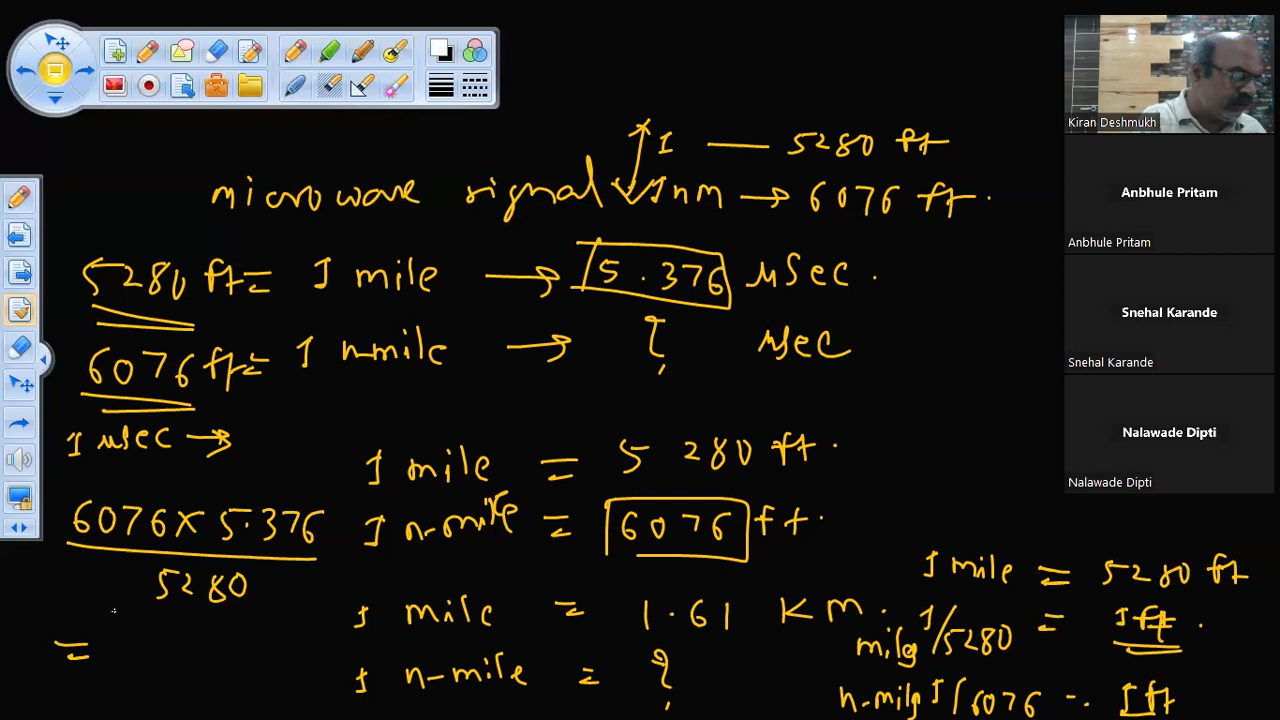 1 — 5280 ft
microwave signal 1 nm → 6076 ft.
5280 ft = 1 mile → 5.376 μsec.
6076 ft = 1 n-mile → ? μsec
1 μsec →
1 mile = 5280 ft.
6076 x 5.376
5280
=
1 n-mile = 6076 ft.
1 mile = 1.61 Km.
1 n-mile = ?
1 mile = 5280 ft
mile 1/5280 = 1 ft.
n-mile 1/6076 - . 1 ft
Kiran Deshmukh
Anbhule Pritam
Anbhule Pritam
Snehal Karande
Snehal Karande
Nalawade Dipti
Nalawade Dipti